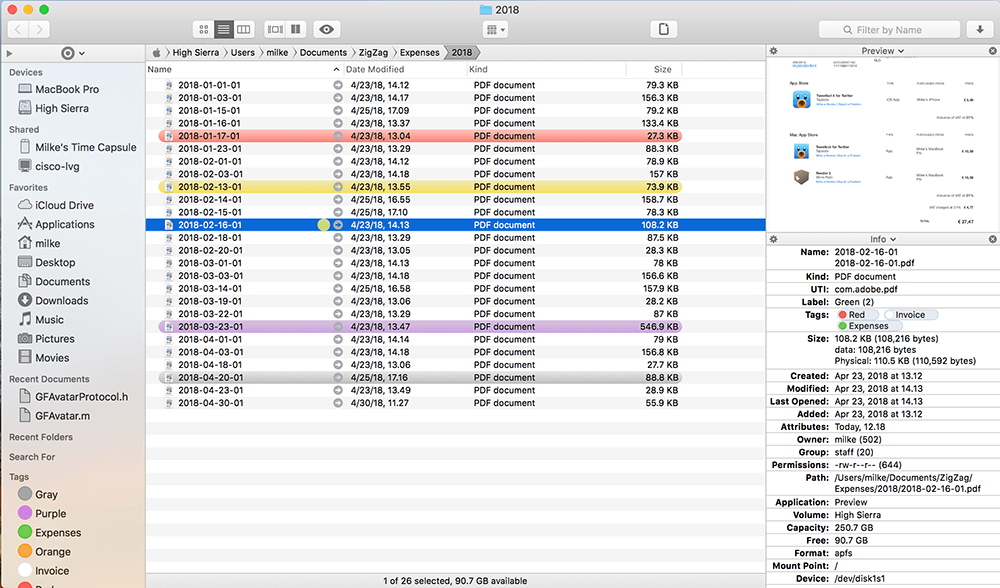 2018
Filter by Name
High Sierra Users milke Documents ZigZag Expenses 2018
Devices
MacBook Pro
High Sierra
Shared
Milke's Time Capsule
cisco-lvg
Favorites
iCloud Drive
Applications
milke
Desktop
Documents
Downloads
Music
Pictures
Movies
Recent Documents
GFAvatarProtocol.h
GFAvatar.m
Recent Folders
Search For
Tags
Gray
Purple
Expenses
Orange
Invoice
Name Date Modified Kind Size
2018-01-01-01 4/23/18, 14.12 PDF document 79.3 KB
2018-01-03-01 4/23/18, 14.17 PDF document 156.3 KB
2018-01-15-01 4/25/18, 17.09 PDF document 79.2 KB
2018-01-16-01 4/23/18, 13.37 PDF document 133.4 KB
2018-01-17-01 4/23/18, 13.04 PDF document 27.3 KB
2018-01-23-01 4/23/18, 13.29 PDF document 88.3 KB
2018-02-01-01 4/23/18, 14.12 PDF document 78.9 KB
2018-02-03-01 4/23/18, 14.18 PDF document 157 KB
2018-02-13-01 4/23/18, 13.55 PDF document 73.9 KB
2018-02-14-01 4/25/18, 16.55 PDF document 158.7 KB
2018-02-15-01 4/25/18, 17.10 PDF document 78.3 KB
2018-02-16-01 4/23/18, 14.13 PDF document 108.2 KB
2018-02-18-01 4/23/18, 13.29 PDF document 87.5 KB
2018-02-20-01 4/23/18, 13.05 PDF document 28.3 KB
2018-03-01-01 4/23/18, 14.13 PDF document 78 KB
2018-03-03-01 4/23/18, 14.18 PDF document 156.6 KB
2018-03-14-01 4/25/18, 16.58 PDF document 157.9 KB
2018-03-19-01 4/23/18, 13.06 PDF document 28.2 KB
2018-03-22-01 4/23/18, 13.29 PDF document 87 KB
2018-03-23-01 4/23/18, 13.47 PDF document 546.9 KB
2018-04-01-01 4/23/18, 14.14 PDF document 79 KB
2018-04-03-01 4/23/18, 14.18 PDF document 156.8 KB
2018-04-18-01 4/23/18, 13.06 PDF document 27.7 KB
2018-04-20-01 4/25/18, 17.16 PDF document 88.8 KB
2018-04-23-01 4/23/18, 13.49 PDF document 28.9 KB
2018-04-30-01 4/30/18, 11.27 PDF document 55.9 KB
1 of 26 selected, 90.7 GB available
Preview
App Store
Tweetbot 4 for Twitter
iOS App
Mac App Store
Tweetbot for Twitter
Reeder 3
TOTAL € 27,47
Info
Name: 2018-02-16-01
2018-02-16-01.pdf
Kind: PDF document
UTI: com.adobe.pdf
Label: Green (2)
Tags: Red Invoice
Expenses
Size: 108.2 KB (108,216 bytes)
data: 108,216 bytes
Physical: 110.5 KB (110,592 bytes)
Created: Apr 23, 2018 at 13.12
Modified: Apr 23, 2018 at 14.13
Last Opened: Apr 23, 2018 at 14.13
Added: Apr 23, 2018 at 13.12
Attributes: Today, 12.18
Owner: milke (502)
Group: staff (20)
Permissions: -rw-r--r-- (644)
Path: /Users/milke/Documents/ZigZag/
Expenses/2018/2018-02-16-01.pdf
Application: Preview
Volume: High Sierra
Capacity: 250.7 GB
Free: 90.7 GB
Format: apfs
Mount Point: /
Device: /dev/disk1s1